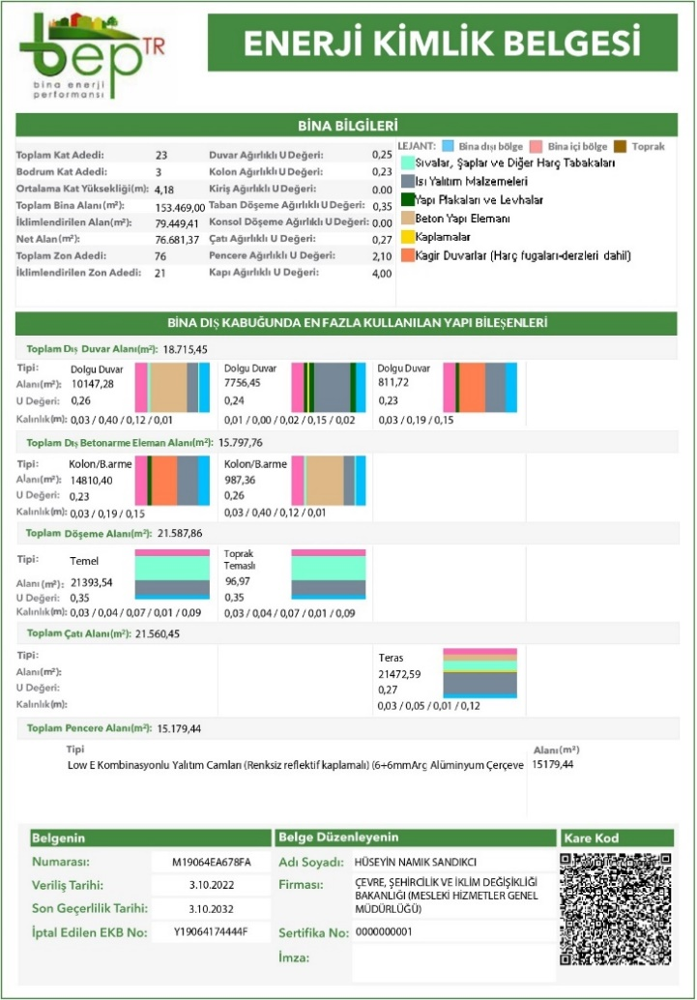 bep TR
bina enerji
performansı
ENERJİ KİMLİK BELGESİ
BİNA BİLGİLERİ
Toplam Kat Adedi: 23 Duvar Ağırlıklı U Değeri: 0,25
Bodrum Kat Adedi: 3 Kolon Ağırlıklı U Değeri: 0,23
Ortalama Kat Yüksekliği(m): 4,18 Kiriş Ağırlıklı U Değeri: 0.00
Toplam Bina Alanı (m²): 153.469,00 Taban Döşeme Ağırlıklı U Değeri: 0,35
İklimlendirilen Alan(m²): 79.449,41 Konsol Döşeme Ağırlıklı U Değeri: 0.00
Net Alan(m²): 76.681,37 Çatı Ağırlıklı U Değeri: 0,27
Toplam Zon Adedi: 76 Pencere Ağırlıklı U Değeri: 2,10
İklimlendirilen Zon Adedi: 21 Kapı Ağırlıklı U Değeri: 4,00
LEJANT: Bina dışı bölge Bina içi bölge Toprak
Sıvalar, Şaplar ve Diğer Harç Tabakaları
Isı Yalıtım Malzemeleri
Yapı Plakaları ve Levhalar
Beton Yapı Elemanı
Kaplamalar
Kagir Duvarlar (Harç fugaları-derzleri dahil)
BİNA DIŞ KABUĞUNDA EN FAZLA KULLANILAN YAPI BİLEŞENLERİ
Toplam Dış Duvar Alanı(m²): 18.715,45
Tipi: Dolgu Duvar Dolgu Duvar Dolgu Duvar
Alanı(m²): 10147,28 7756,45 811,72
U Değeri: 0,26 0,24 0,23
Kalınlık(m): 0,03 / 0,40 / 0,12 / 0,01 0,01 / 0,00 / 0,02 / 0,15 / 0,02 0,03 / 0,19 / 0,15
Toplam Dış Betonarme Eleman Alanı(m²): 15.797,76
Tipi: Kolon/B.arme Kolon/B.arme
Alanı(m²): 14810,40 987,36
U Değeri: 0,23 0,26
Kalınlık(m): 0,03 / 0,19 / 0,15 0,03 / 0,40 / 0,12 / 0,01
Toplam Döşeme Alanı(m²): 21.587,86
Tipi: Temel Toprak
Temaslı
Alanı (m²): 21393,54 96,97
U Değeri: 0,35 0,35
Kalınlık(m): 0,03 / 0,04 / 0,07 / 0,01 / 0,09 0,03 / 0,04 / 0,07 / 0,01 / 0,09
Toplam Çatı Alanı(m²): 21.560,45
Tipi: Teras
Alanı(m²): 21472,59
U Değeri: 0,27
Kalınlık(m): 0,03 / 0,05 / 0,01 / 0,12
Toplam Pencere Alanı(m²): 15.179,44
Tipi Alanı (m²)
Low E Kombinasyonlu Yalıtım Camları (Renksiz reflektif kaplamalı) (6+6mmArg Alüminyum Çerçeve 15179,44
Belgenin
Numarası: M19064EA678FA
Veriliş Tarihi: 3.10.2022
Son Geçerlilik Tarihi: 3.10.2032
İptal Edilen EKB No: Y19064174444F
Belge Düzenleyenin
Adı Soyadı: HÜSEYİN NAMIK SANDIKCI
Firması: ÇEVRE, ŞEHİRCİLİK VE İKLİM DEĞİŞİKLİĞİ
BAKANLIĞI (MESLEKİ HİZMETLER GENEL
MÜDÜRLÜĞÜ)
Sertifika No: 0000000001
İmza:
Kare Kod